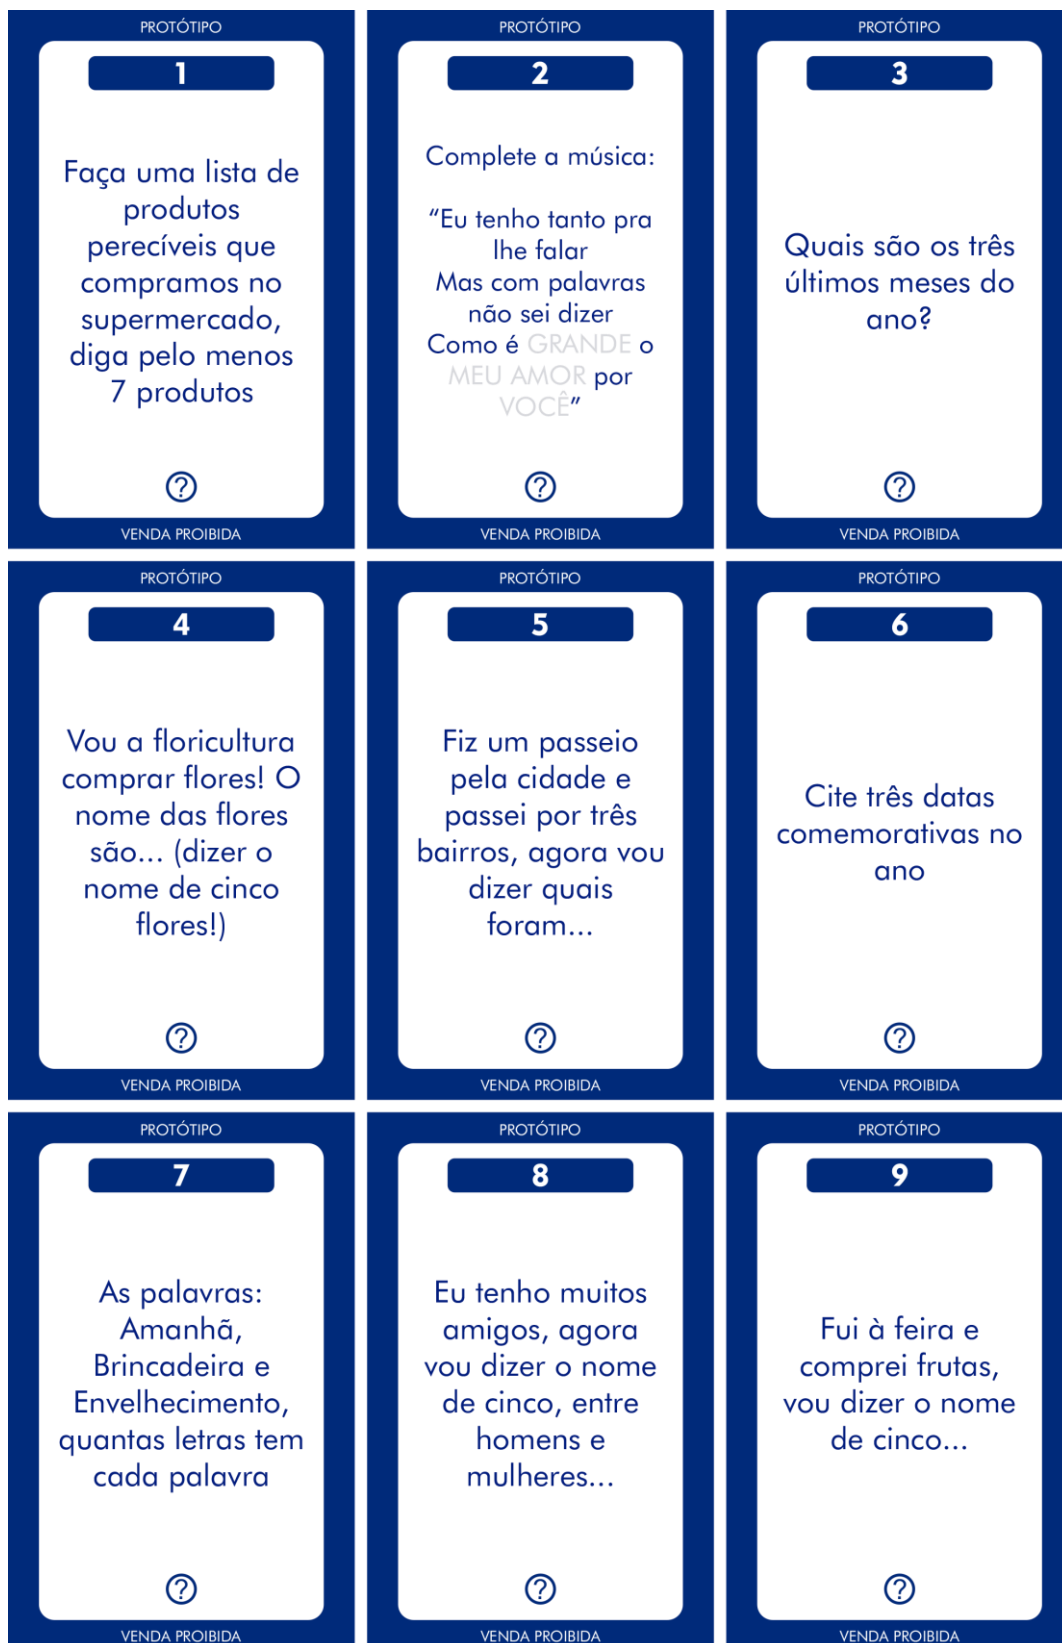 PROTÓTIPO
1
Faça uma lista de
produtos
perecíveis que
compramos no
supermercado,
diga pelo menos
7 produtos
?
VENDA PROIBIDA
PROTÓTIPO
2
Complete a música:
“Eu tenho tanto pra
lhe falar
Mas com palavras
não sei dizer
Como é GRANDE o
MEU AMOR por
VOCÊ”
?
VENDA PROIBIDA
PROTÓTIPO
3
Quais são os três
últimos meses do
ano?
?
VENDA PROIBIDA
PROTÓTIPO
4
Vou a floricultura
comprar flores! O
nome das flores
são... (dizer o
nome de cinco
flores!)
?
VENDA PROIBIDA
PROTÓTIPO
5
Fiz um passeio
pela cidade e
passei por três
bairros, agora vou
dizer quais
foram...
VENDA PROIBIDA
PROTÓTIPO
6
Cite três datas
comemorativas no
ano
?
VENDA PROIBIDA
PROTÓTIPO
7
As palavras:
Amanhã,
Brincadeira e
Envelhecimento,
quantas letras tem
cada palavra
?
VENDA PROIBIDA
PROTÓTIPO
8
Eu tenho muitos
amigos, agora
vou dizer o nome
de cinco, entre
homens e
mulheres...
?
VENDA PROIBIDA
PROTÓTIPO
9
Fui à feira e
comprei frutas,
vou dizer o nome
de cinco...
?
VENDA PROIBIDA